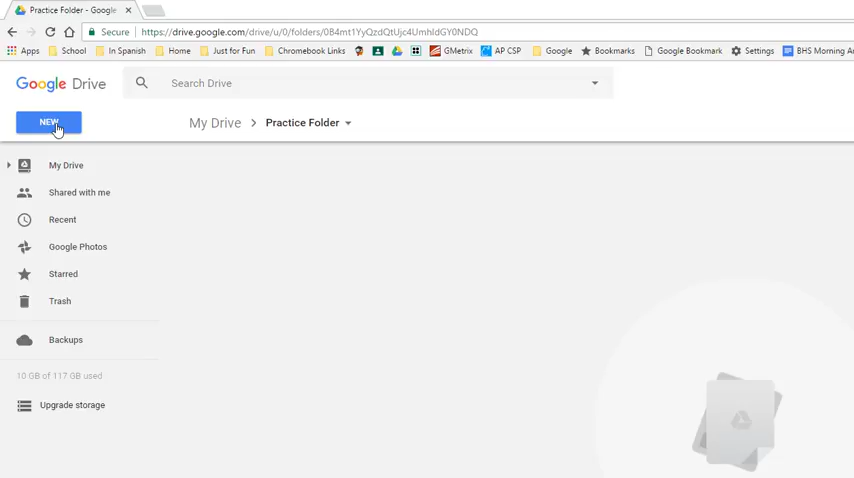 Practice Folder - Google
Secure https://drive.google.com/drive/u/0/folders/0B4mt1YyQzdQtUjc4UmhldGY0NDQ
Apps School In Spanish Home Just for Fun Chromebook Links GMetrix AP CSP Google Bookmarks Google Bookmark Settings BHS Morning A
Google Drive Search Drive
NEW My Drive > Practice Folder
My Drive
Shared with me
Recent
Google Photos
Starred
Trash
Backups
10 GB of 117 GB used
Upgrade storage